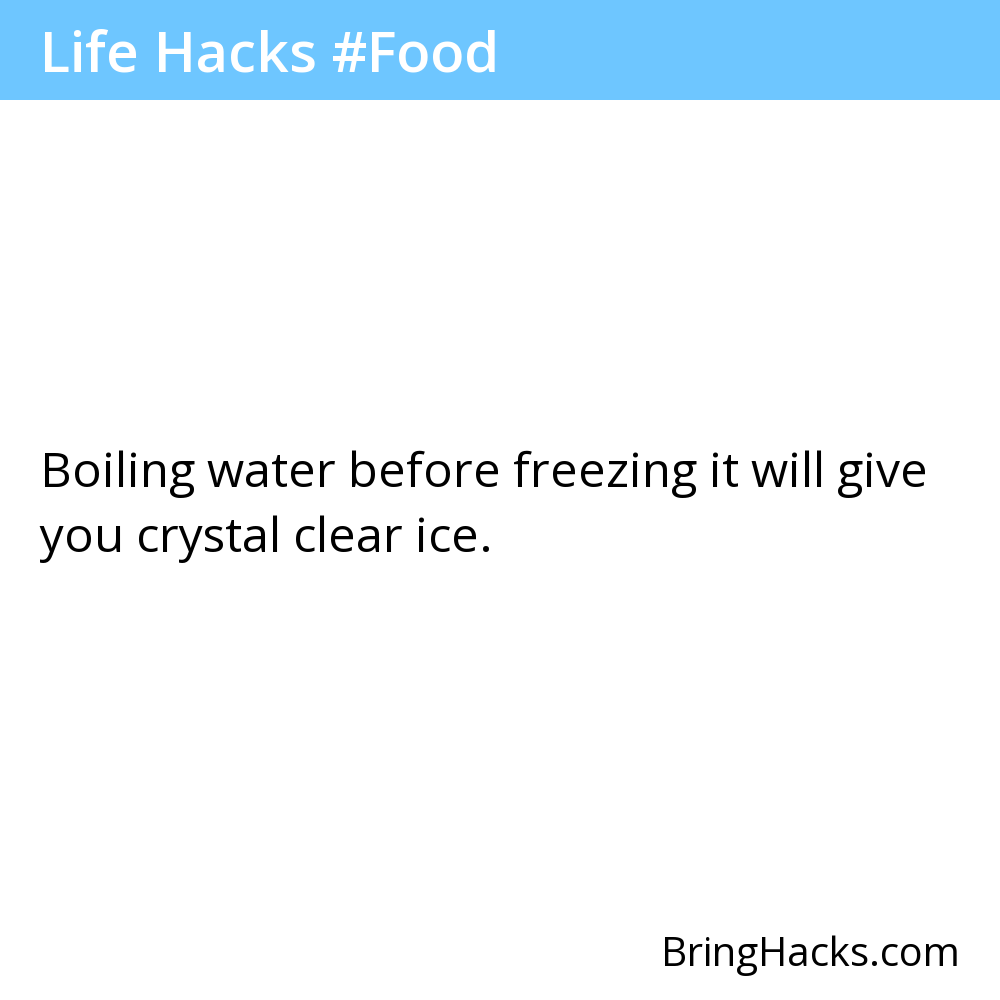 Life Hacks #Food
Boiling water before freezing it will give
you crystal clear ice.
BringHacks.com